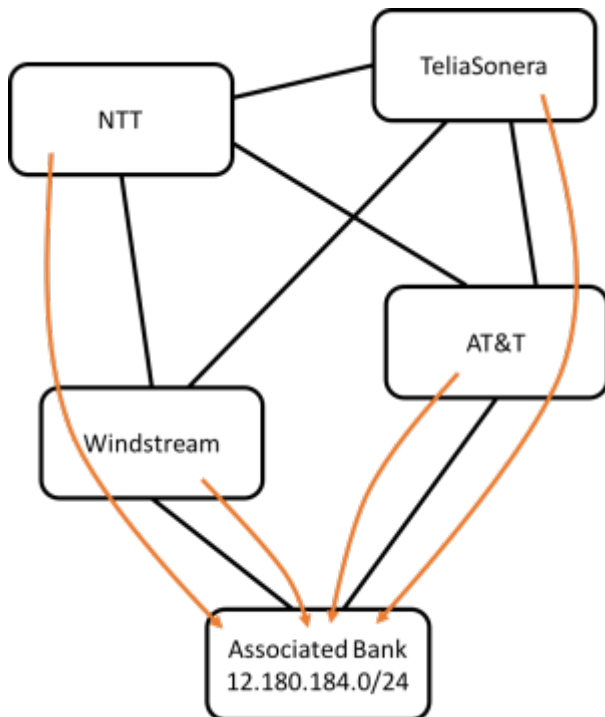 TeliaSonera
NTT
AT&T
Windstream
Associated Bank
12.180.184.0/24